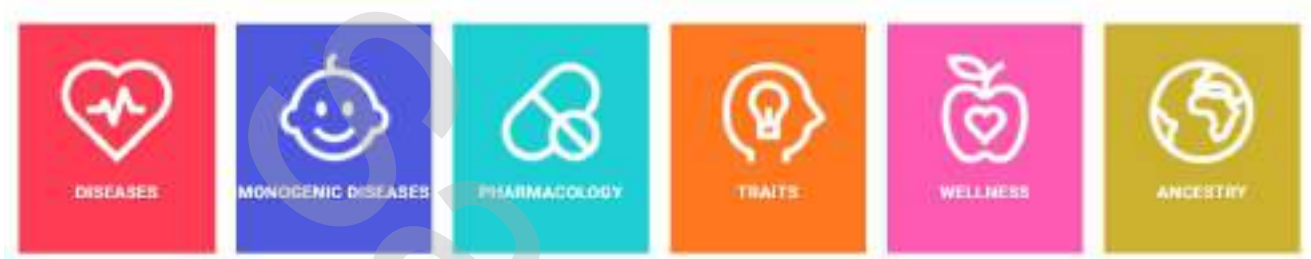 DISEASES
MONOGENIC DISEASES
PHARMACOLOGY
TRAITS
WELLNESS
ANCESTRY